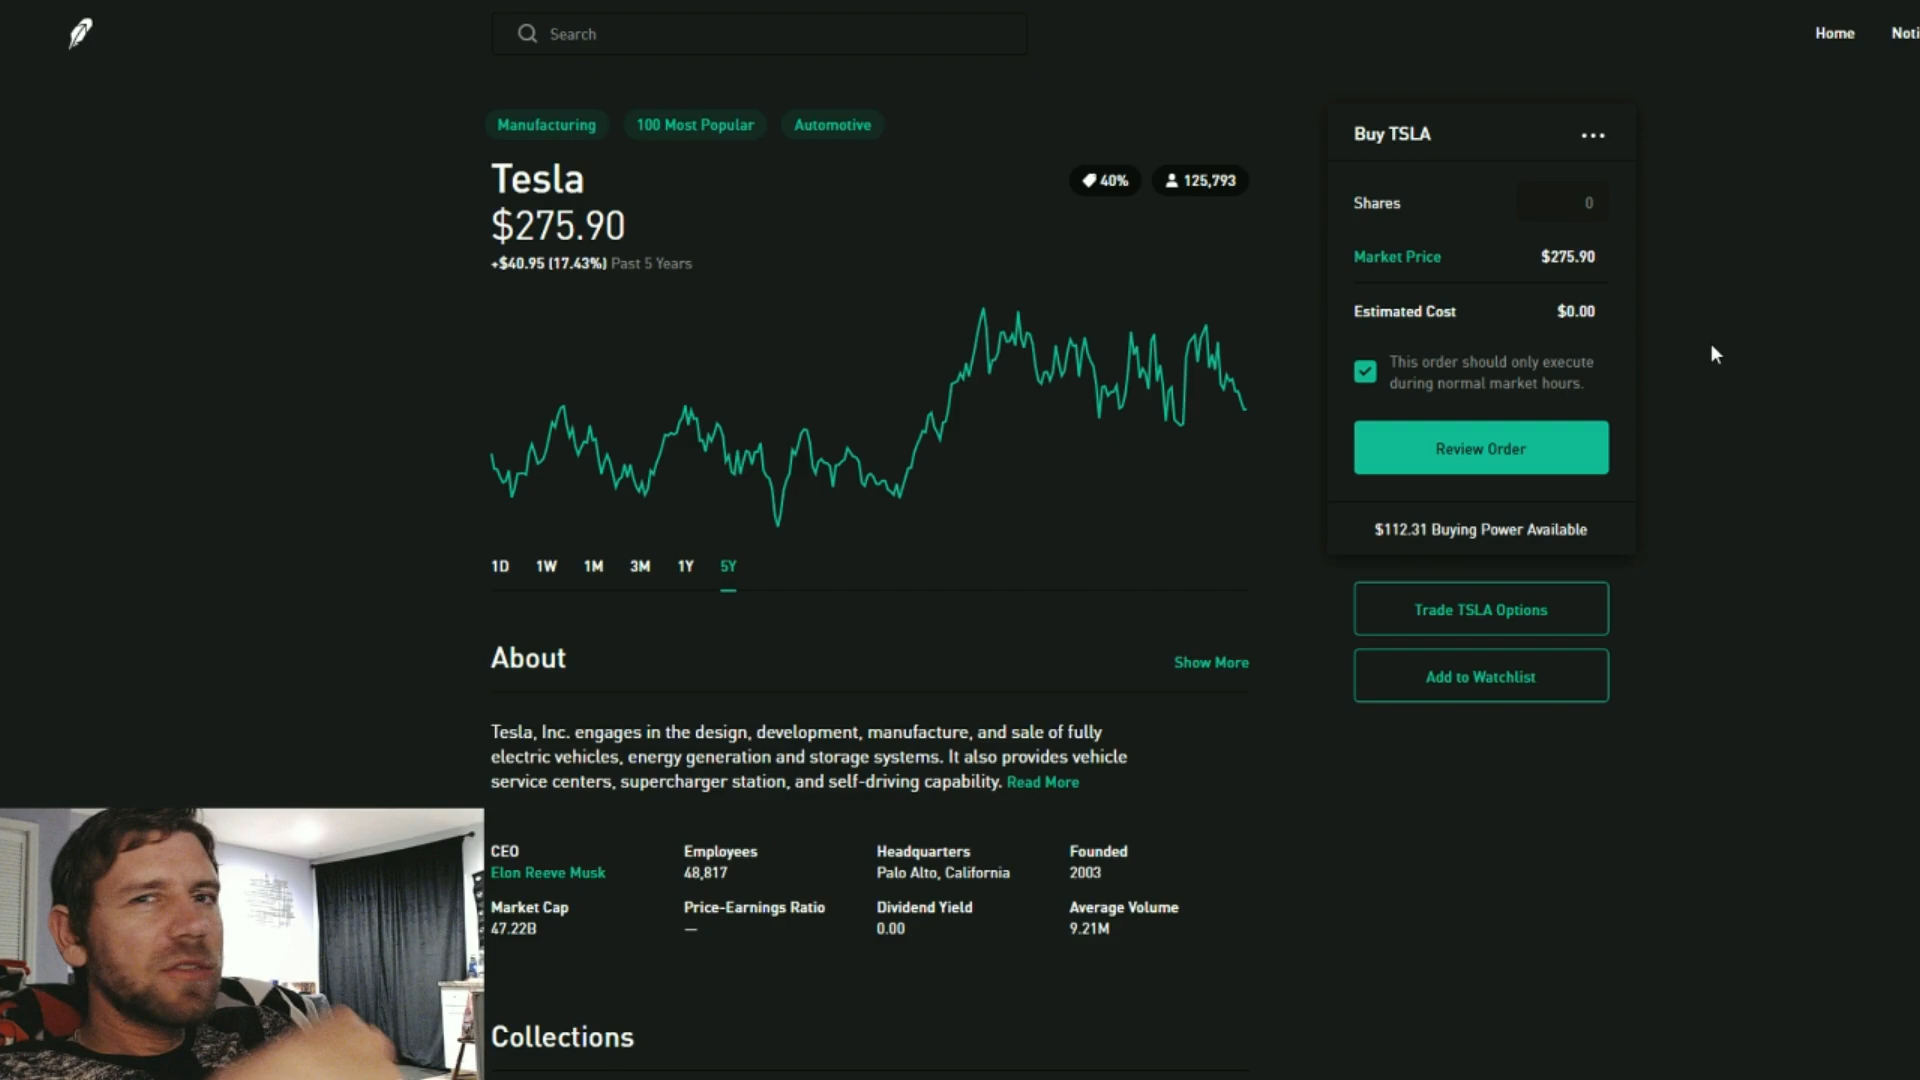 Search
Home
Noti
Manufacturing
100 Most Popular
Automotive
Tesla
40%
125,793
$275.90
+$40.95 (17.43%) Past 5 Years
Buy TSLA
Shares
0
Market Price
$275.90
Estimated Cost
$0.00
This order should only execute
during normal market hours.
Review Order
$112.31 Buying Power Available
Trade TSLA Options
Add to Watchlist
1D
1W
1M
3M
1Y
5Y
About
Show More
Tesla, Inc. engages in the design, development, manufacture, and sale of fully
electric vehicles, energy generation and storage systems. It also provides vehicle
service centers, supercharger station, and self-driving capability. Read More
CEO
Elon Reeve Musk
Employees
48,817
Headquarters
Palo Alto, California
Founded
2003
Market Cap
47.22B
Price-Earnings Ratio
—
Dividend Yield
0.00
Average Volume
9.21M
Collections